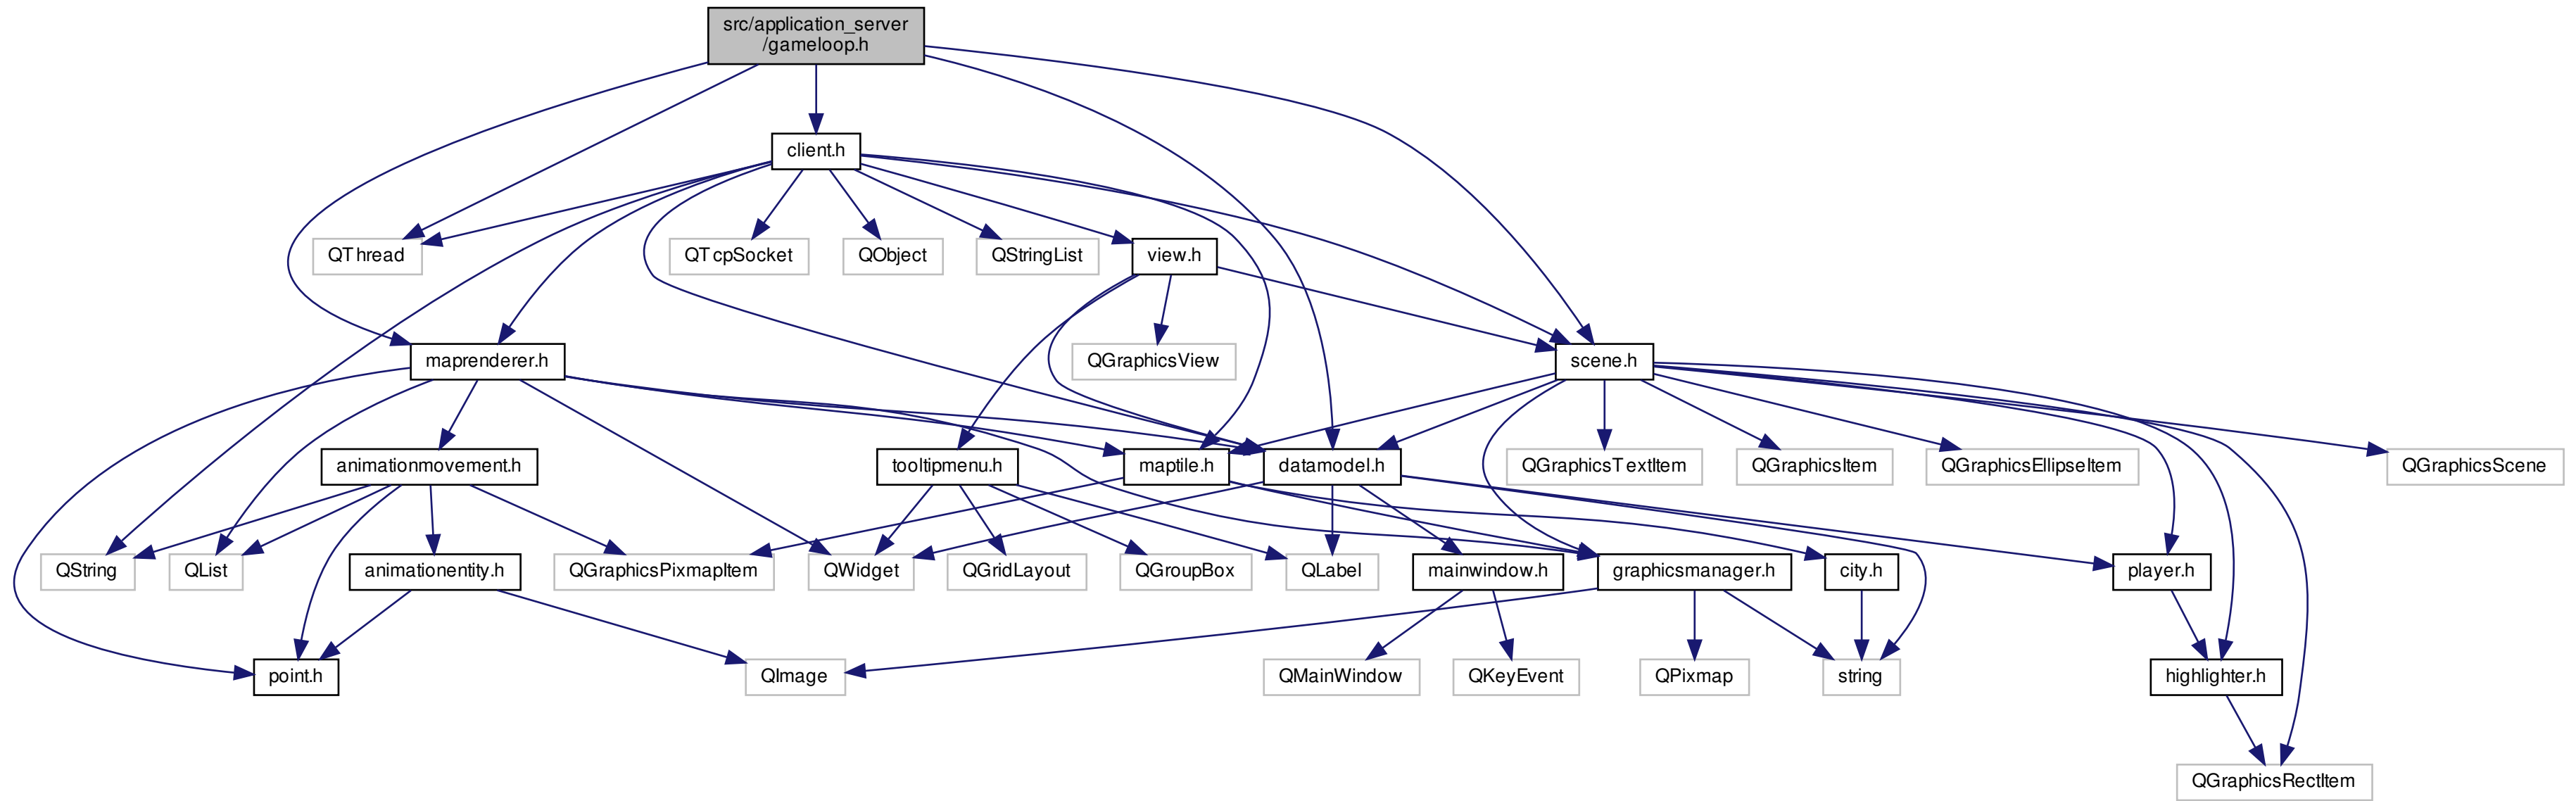 src/application_server
/gameloop.h
client.h
QThread
QTcpSocket
QObject
QStringList
view.h
maprenderer.h
QGraphicsView
scene.h
animationmovement.h
tooltipmenu.h
maptile.h
datamodel.h
QGraphicsTextItem
QGraphicsItem
QGraphicsEllipseItem
QGraphicsScene
QString
QList
animationentity.h
QGraphicsPixmapItem
QWidget
QGridLayout
QGroupBox
QLabel
mainwindow.h
graphicsmanager.h
city.h
player.h
point.h
QImage
QMainWindow
QKeyEvent
QPixmap
string
highlighter.h
QGraphicsRectItem